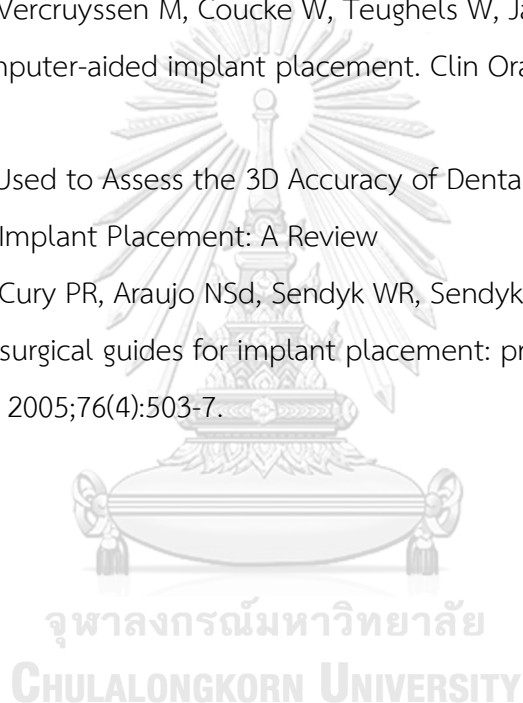 Vercruyssen M, Coucke W, Teughels W, Ja
nputer-aided implant placement. Clin Ora
Used to Assess the 3D Accuracy of Denta
Implant Placement: A Review
Cury PR, Araujo NSd, Sendyk WR, Sendyk
surgical guides for implant placement: pr
2005;76(4):503-7.
จุฬาลงกรณ์มหาวิทยาลัย
CHULALONGKORN UNIVERSITY